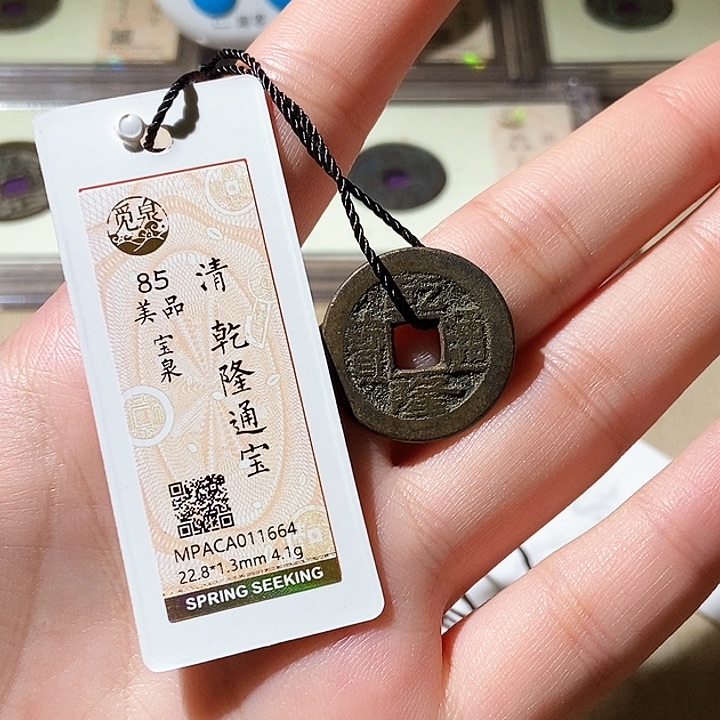 觅泉
85
美品
宝泉
清
乾隆通宝
MPACA011664
22.8*1.3mm 4.1g
SPRING SEEKING